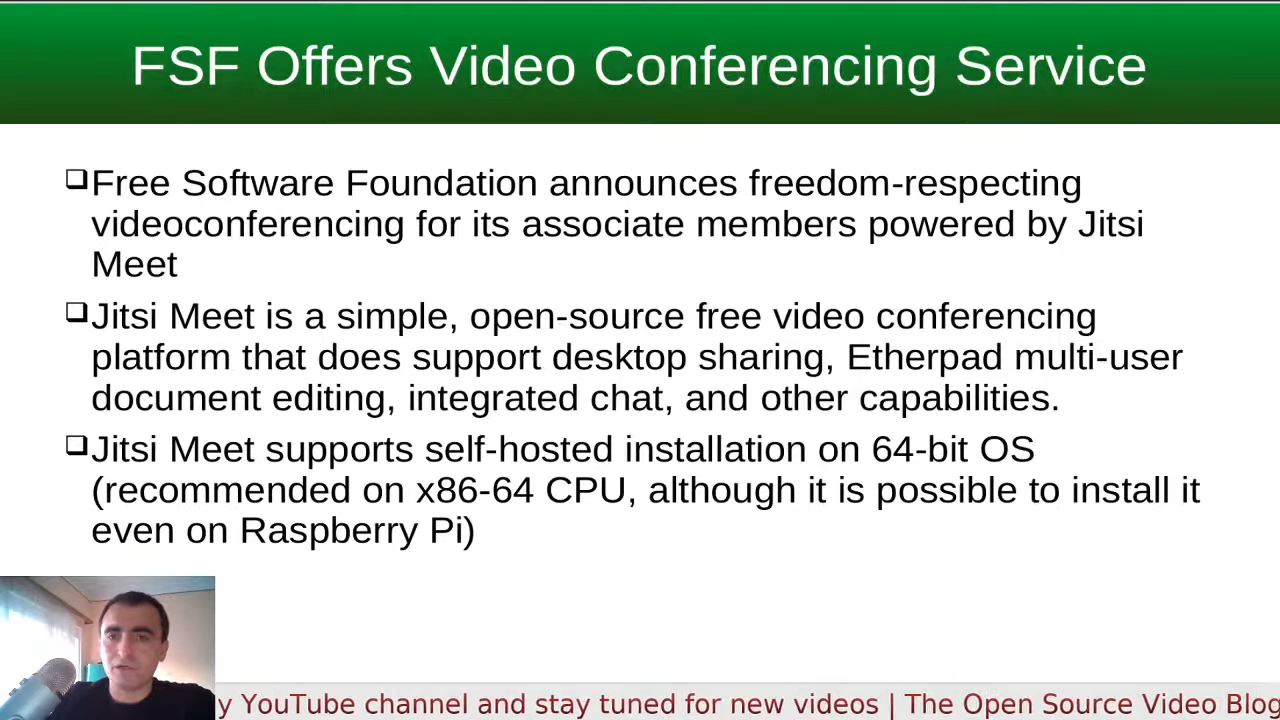 FSF Offers Video Conferencing Service
Free Software Foundation announces freedom-respecting
videoconferencing for its associate members powered by Jitsi
Meet
Jitsi Meet is a simple, open-source free video conferencing
platform that does support desktop sharing, Etherpad multi-user
document editing, integrated chat, and other capabilities.
Jitsi Meet supports self-hosted installation on 64-bit OS
(recommended on x86-64 CPU, although it is possible to install it
even on Raspberry Pi)
y YouTube channel and stay tuned for new videos | The Open Source Video Blog